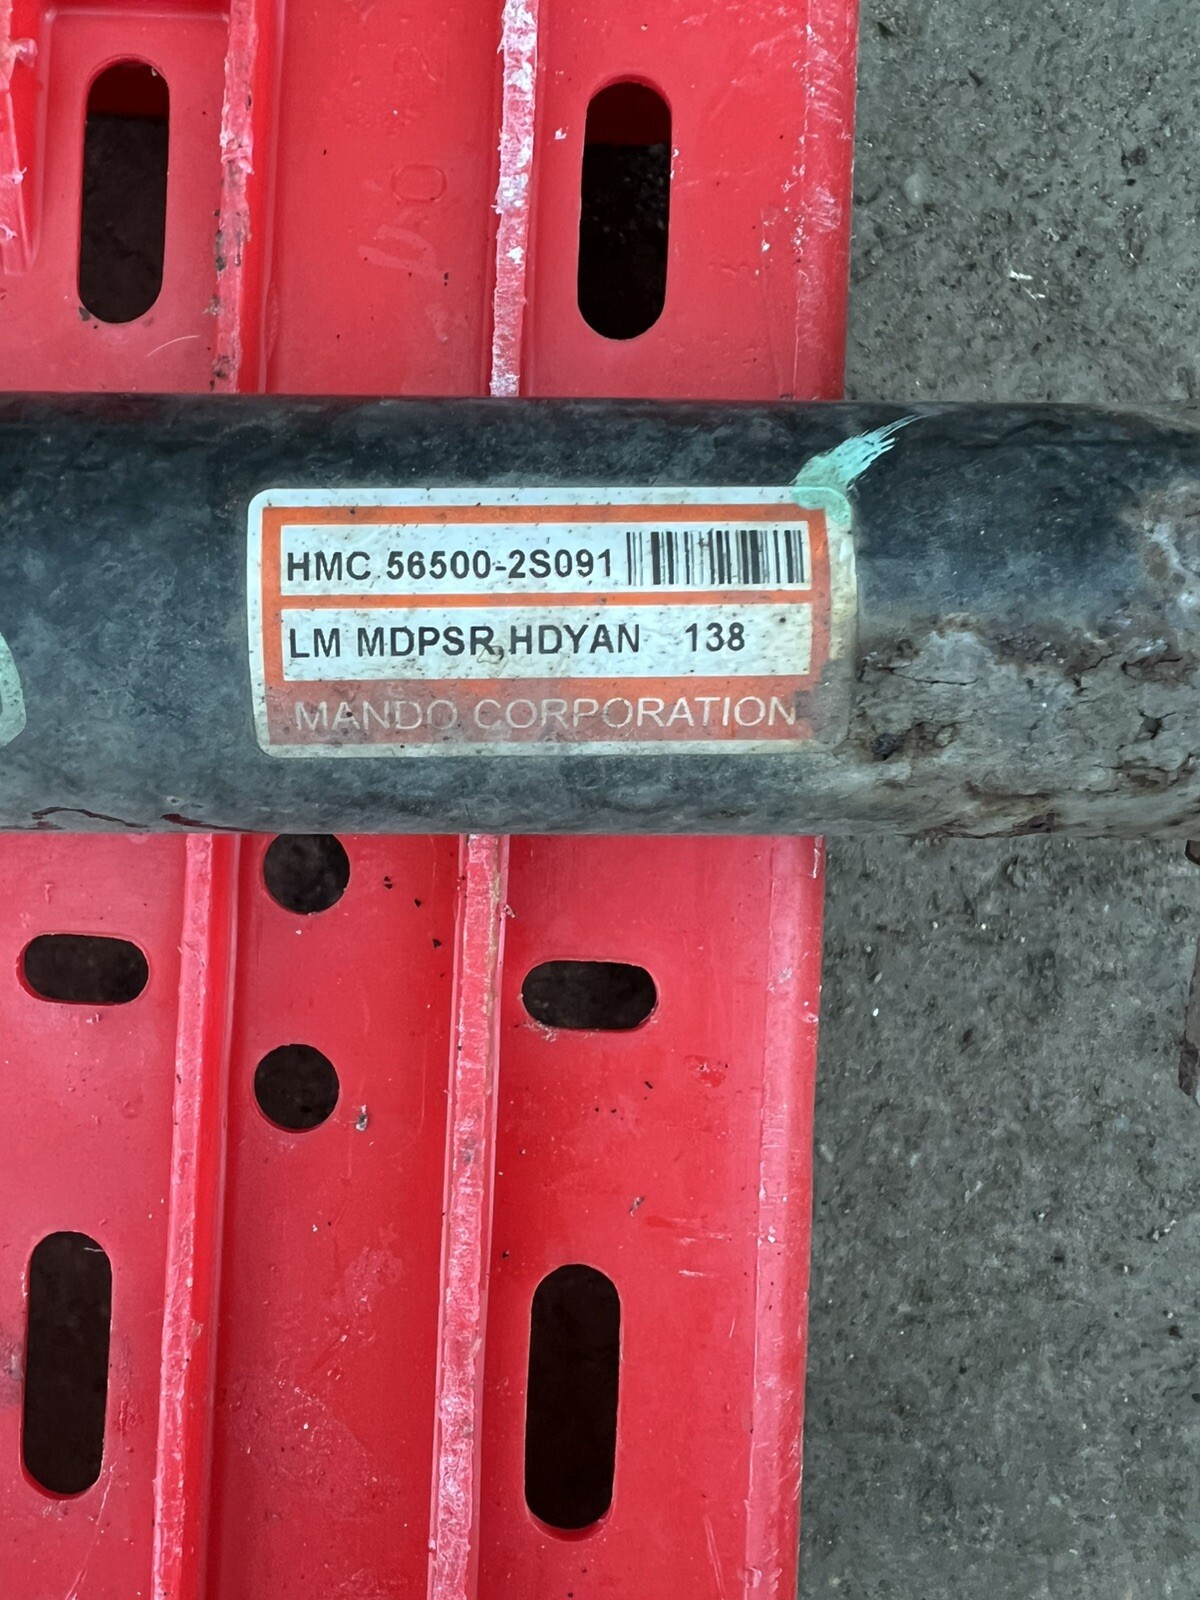 HMC 56500-2S091
LM MDPSR HDYAN 138
MANDO CORPORATION